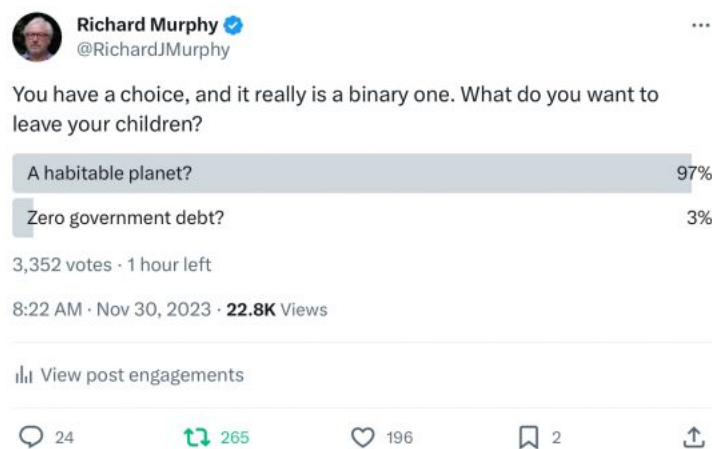 Richard Murphy
@RichardJMurphy
You have a choice, and it really is a binary one. What do you want to
leave your children?
A habitable planet? 97%
Zero government debt? 3%
3,352 votes · 1 hour left
8:22 AM · Nov 30, 2023 · 22.8K Views
View post engagements
24 265 196 2